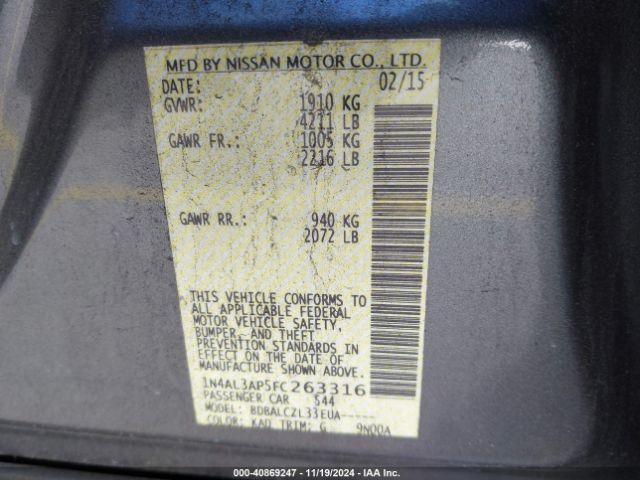 MFD BY NISSAN MOTOR CO., LTD.
DATE: 02/15
GVWR: 1910 KG
4211 LB
GAWR FR.: 1005 KG
2216 LB
GAWR RR.: 940 KG
2072 LB
THIS VEHICLE CONFORMS TO
ALL APPLICABLE FEDERAL
MOTOR VEHICLE SAFETY,
BUMPER, AND THEFT
PREVENTION STANDARDS IN
EFFECT ON THE DATE OF
MANUFACTURE SHOWN ABOVE.
1N4AL3AP5FC263316
PASSENGER CAR S44
MODEL: BDBALCZL33EUA-----
COLOR: KAD TRIM: G 9N00A
000-40869247 - 11/19/2024 - IAA Inc.